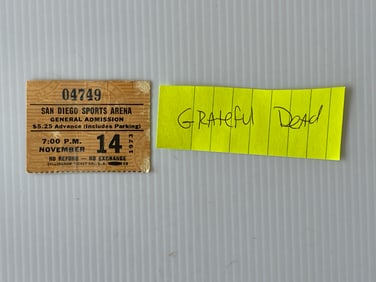 04749
SAN DIEGO SPORTS ARENA
GENERAL ADMISSION
$5.25 Advance (Includes Parking)
7:00 P.M.
NOVEMBER 14 1973
NO REFUND — NO EXCHANGE
Grateful Dead